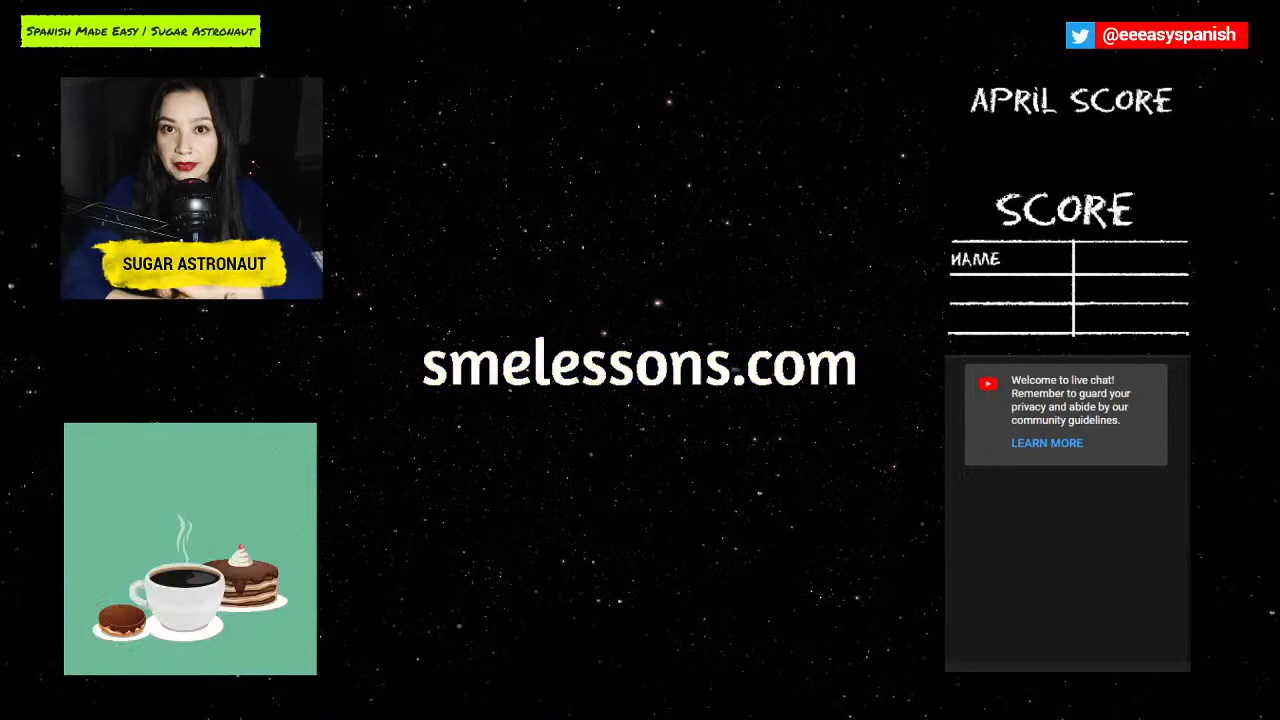 Spanish Made Easy | Sugar Astronaut
@eeeasyspanish
APRIL SCORE
SUGAR ASTRONAUT
SCORE
NAME
smelessons.com
Welcome to live chat!
Remember to guard your
privacy and abide by our
community guidelines.
LEARN MORE